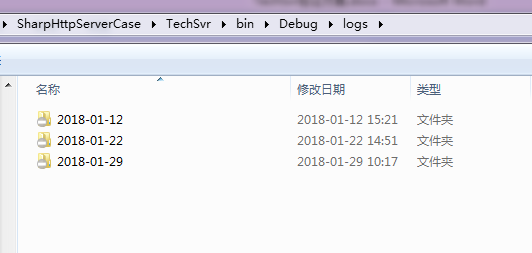 SharpHttpServerCase TechSvr bin Debug logs
名称 修改日期 类型
2018-01-12 2018-01-12 15:21 文件夹
2018-01-22 2018-01-22 14:51 文件夹
2018-01-29 2018-01-29 10:17 文件夹